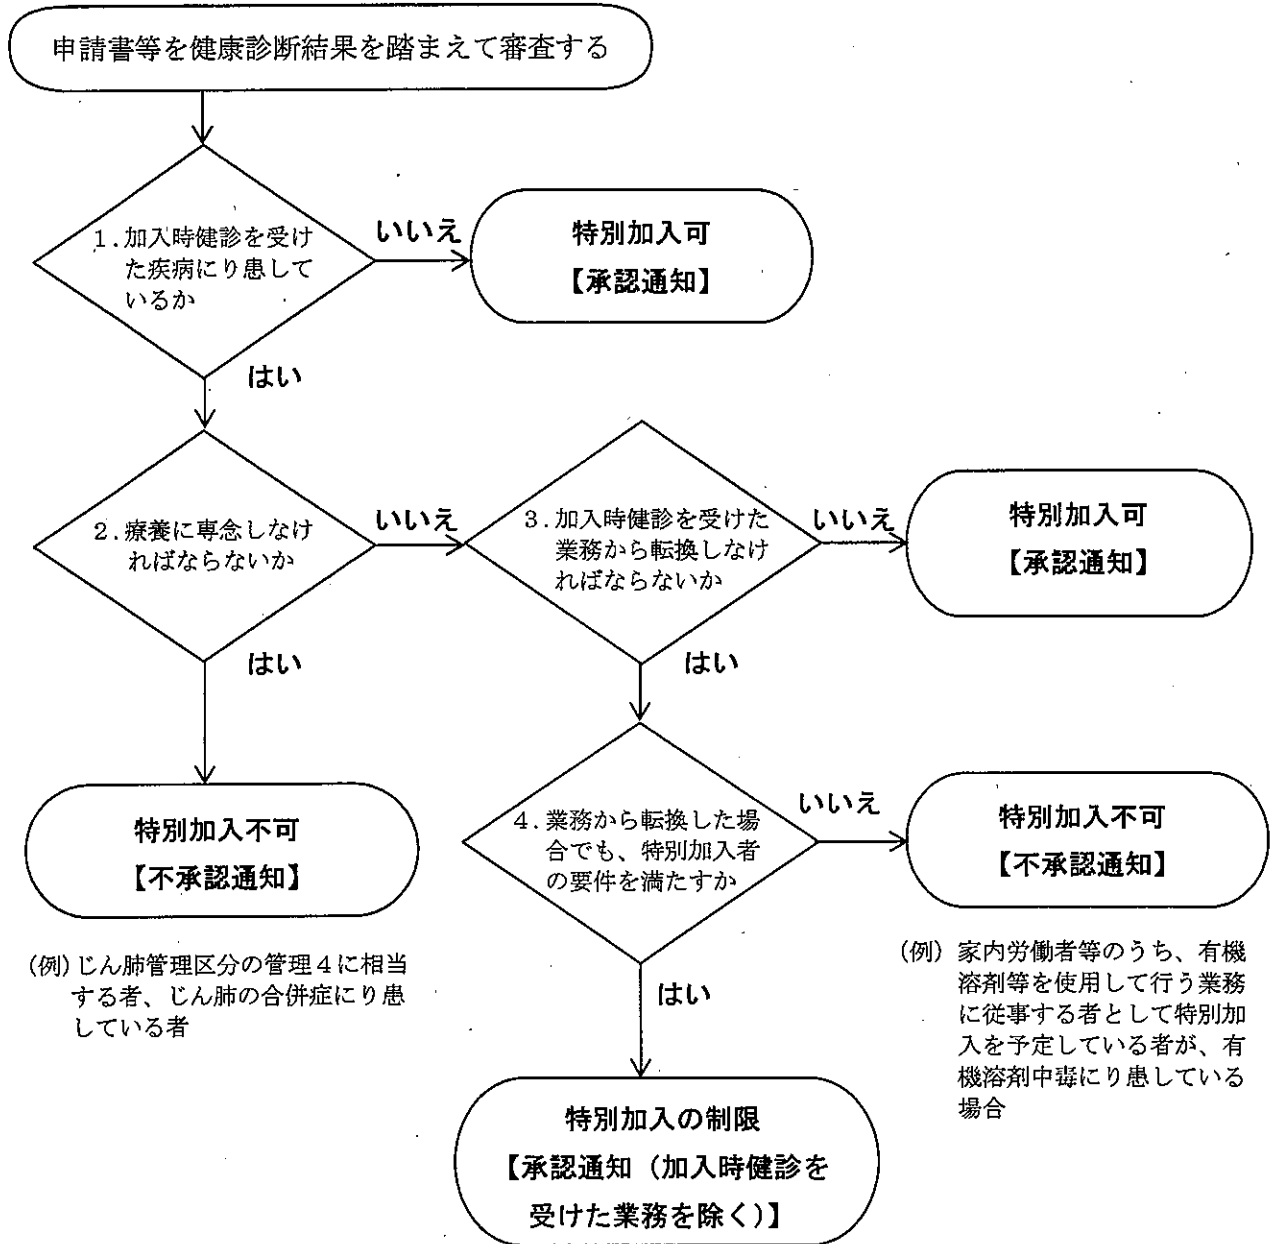 申請書等を健康診断結果を踏まえて審査する
1.加入時健診を受け
た疾病にり患して
いるか
いいえ
特別加入可
【承認通知】
はい
2.療養に専念しなけ
ればならないか
いいえ
3.加入時健診を受けた
業務から転換しなけ
ればならないか
いいえ
特別加入可
【承認通知】
はい
はい
特別加入不可
【不承認通知】
(例)じん肺管理区分の管理4に相当
する者、じん肺の合併症にり患
している者
4.業務から転換した場
合でも、特別加入者
の要件を満たすか
いいえ
特別加入不可
【不承認通知】
(例) 家内労働者等のうち、有機
溶剤等を使用して行う業務
に従事する者として特別加
入を予定している者が、有
機溶剤中毒にり患している
場合
はい
特別加入の制限
【承認通知(加入時健診を
受けた業務を除く)】